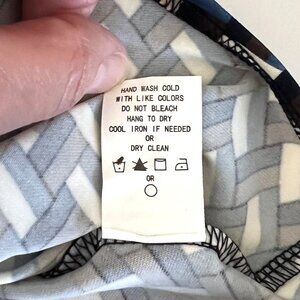 HAND WASH COLD
WITH LIKE COLORS
DO NOT BLEACH
HANG TO DRY
COOL IRON IF NEEDED
OR
DRY CLEAN
OR